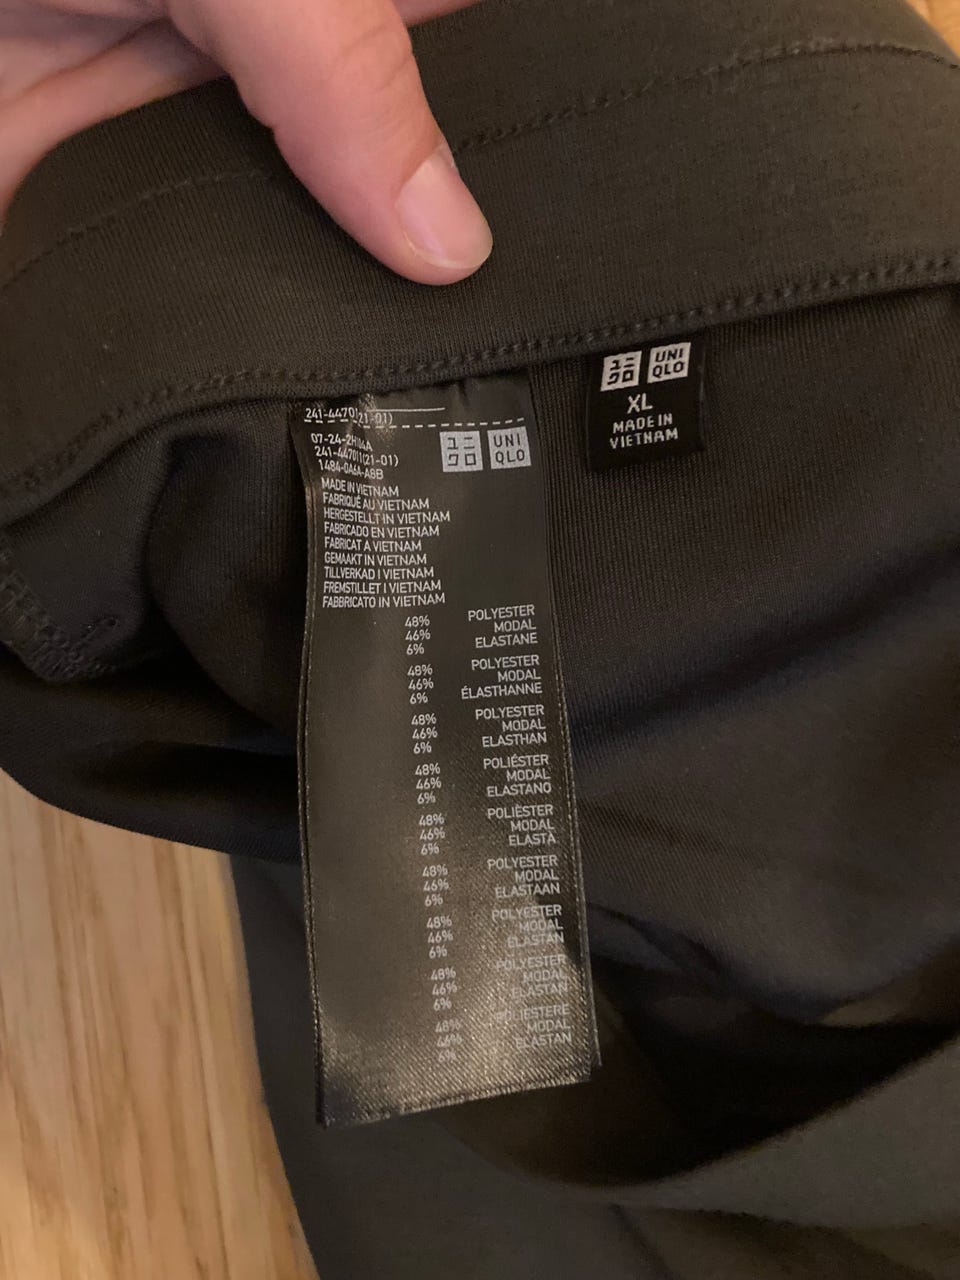 241-4470 21-01)
07-24-2H04A
241-447011(21-01)
1484-0A6A-A8B
ユニ UNI
クロ QLO
MADE IN VIETNAM
FABRIQUÉ AU VIETNAM
HERGESTELLT IN VIETNAM
FABRICADO EN VIETNAM
FABRICAT A VIETNAM
GEMAAKT IN VIETNAM
TILLVERKAD I VIETNAM
FREMSTILLET I VIETNAM
FABBRICATO IN VIETNAM
48% POLYESTER
46% MODAL
6% ELASTANE
48% POLYESTER
46% MODAL
6% ÉLASTHANNE
48% POLYESTER
46% MODAL
6% ELASTHAN
48% POLIÉSTER
46% MODAL
6% ELASTANO
48% POLIÈSTER
46% MODAL
6% ELASTÀ
48% POLYESTER
46% MODAL
6% ELASTAAN
48% POLYESTER
46% MODAL
6% ELASTAN
48% POLYESTER
46% MODAL
6% ELASTAN
48% POLIESTERE
46% MODAL
6% ELASTAN
ユニ UNI
クロ QLO
XL
MADE IN
VIETNAM